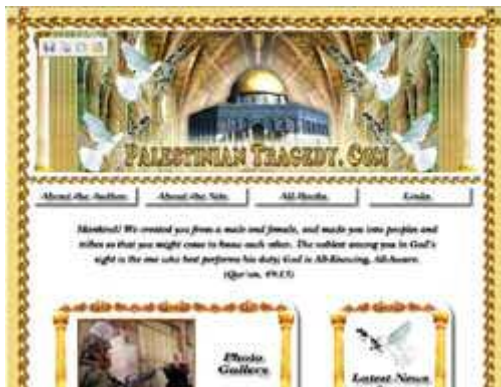 PALESTINIAN TRAGEDY. COM
About the Author
About the Site
All Books
Links
Mankind! We created you from a male and female, and made you into peoples and
tribes so that you might come to know each other. The noblest among you in God's
sight is the one who best performs his duty; God is All-Knowing, All-Aware.
(Qur'an, 49:13)
Photo
Gallery
Latest News